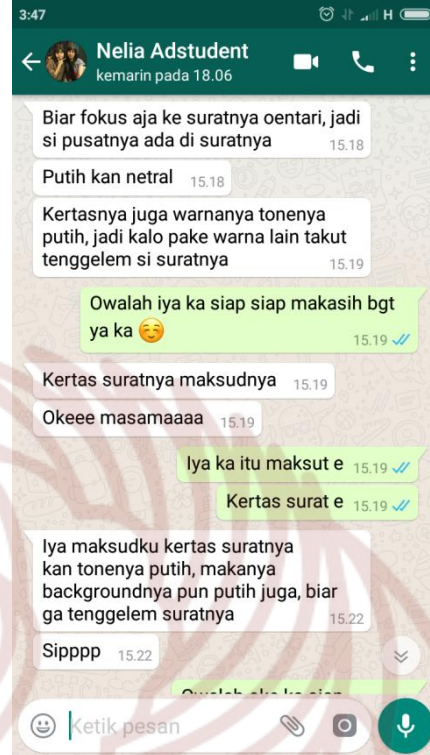 3:47
H
Nelia Adstudent
kemarin pada 18.06
Biar fokus aja ke suratnya oentari, jadi
si pusatnya ada di suratnya 15.18
Putih kan netral 15.18
Kertasnya juga warnanya tonenya
putih, jadi kalo pake warna lain takut
tenggelem si suratnya 15.19
Owalah iya ka siap siap makasih bgt
ya ka ☺️ 15.19
Kertas suratnya maksudnya 15.19
Okeee masamaaaa 15.19
Iya ka itu maksut e 15.19
Kertas surat e 15.19
Iya maksudku kertas suratnya
kan tonenya putih, makanya
backgroundnya pun putih juga, biar
ga tenggelem suratnya 15.22
Sipppp 15.22
Ketik pesan